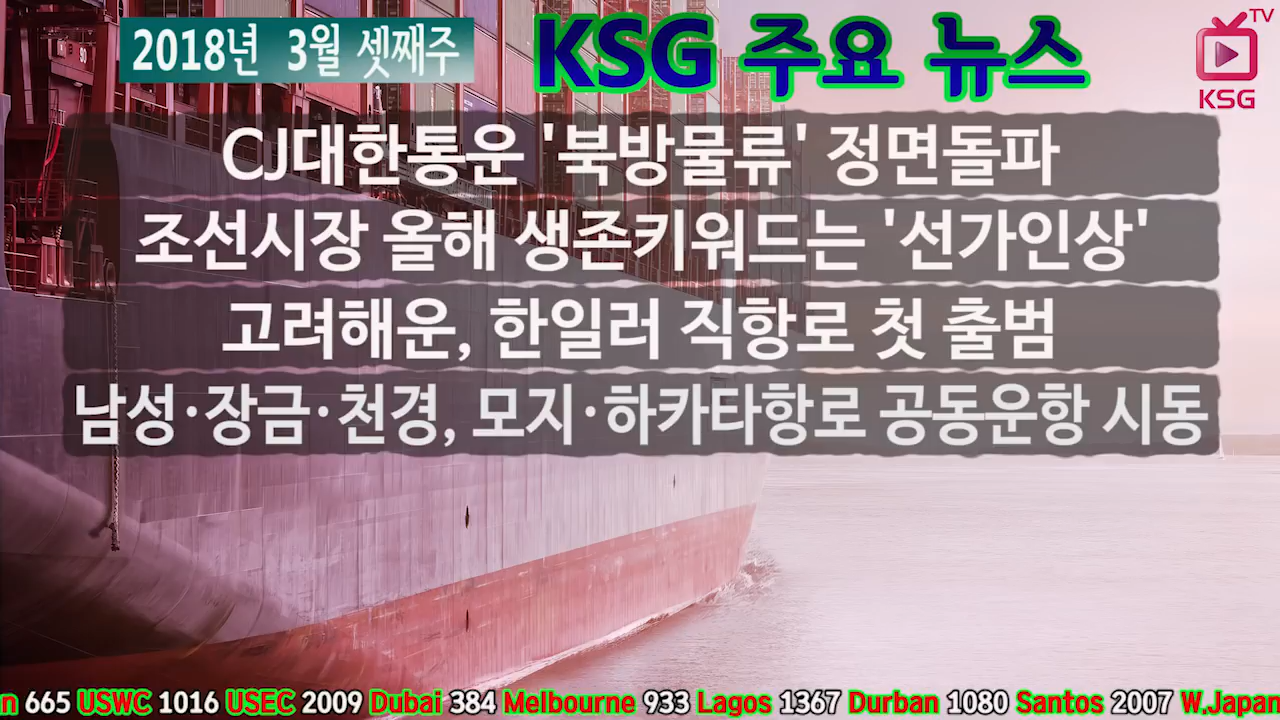 2018년 3월 셋째주
KSG 주요 뉴스
TV
KSG
CJ대한통운 '북방물류' 정면돌파
조선시장 올해 생존키워드는 '선가인상'
고려해운, 한일러 직항로 첫 출범
남성·장금·천경, 모지·하카타항로 공동운항 시동
n 665 USWC 1016 USEC 2009 Dubai 384 Melbourne 933 Lagos 1367 Durban 1080 Santos 2007 W,Japan